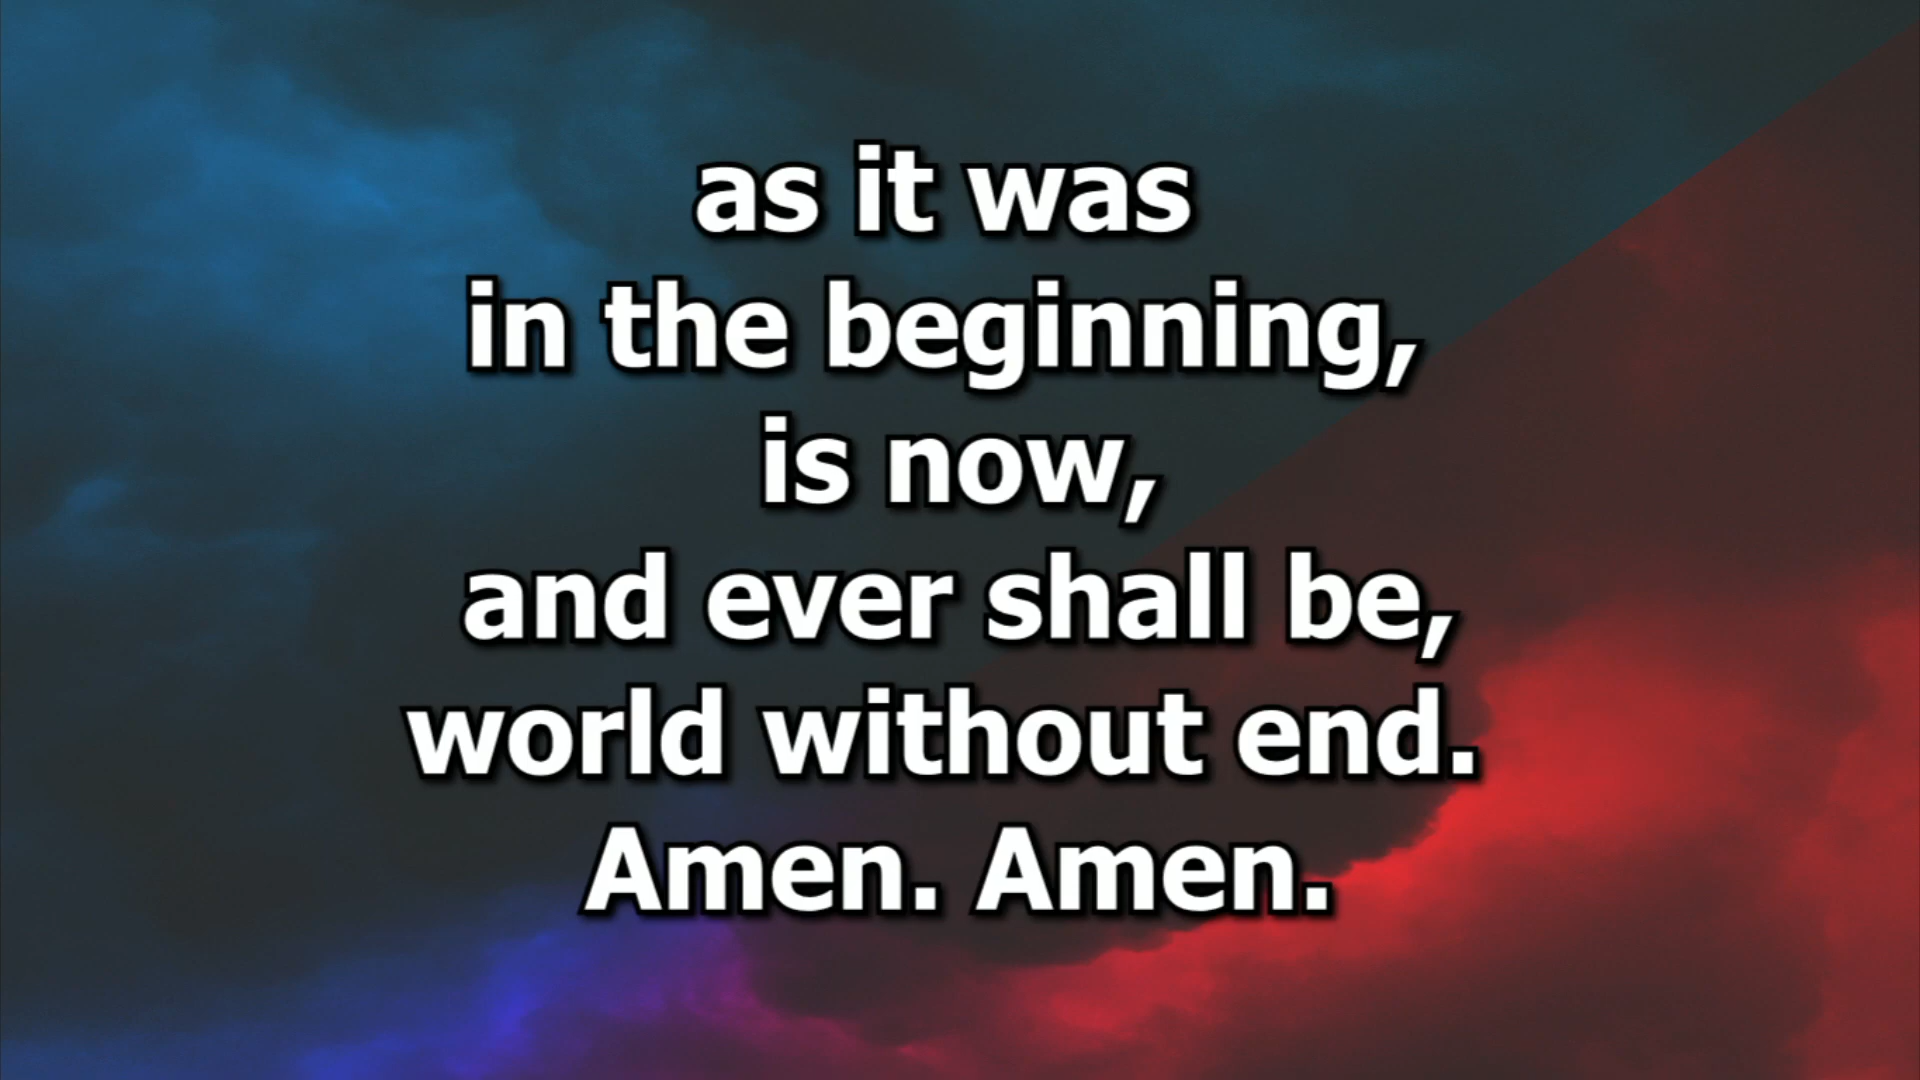 as it was
in the beginning,
is now,
and ever shall be,
world without end.
Amen. Amen.